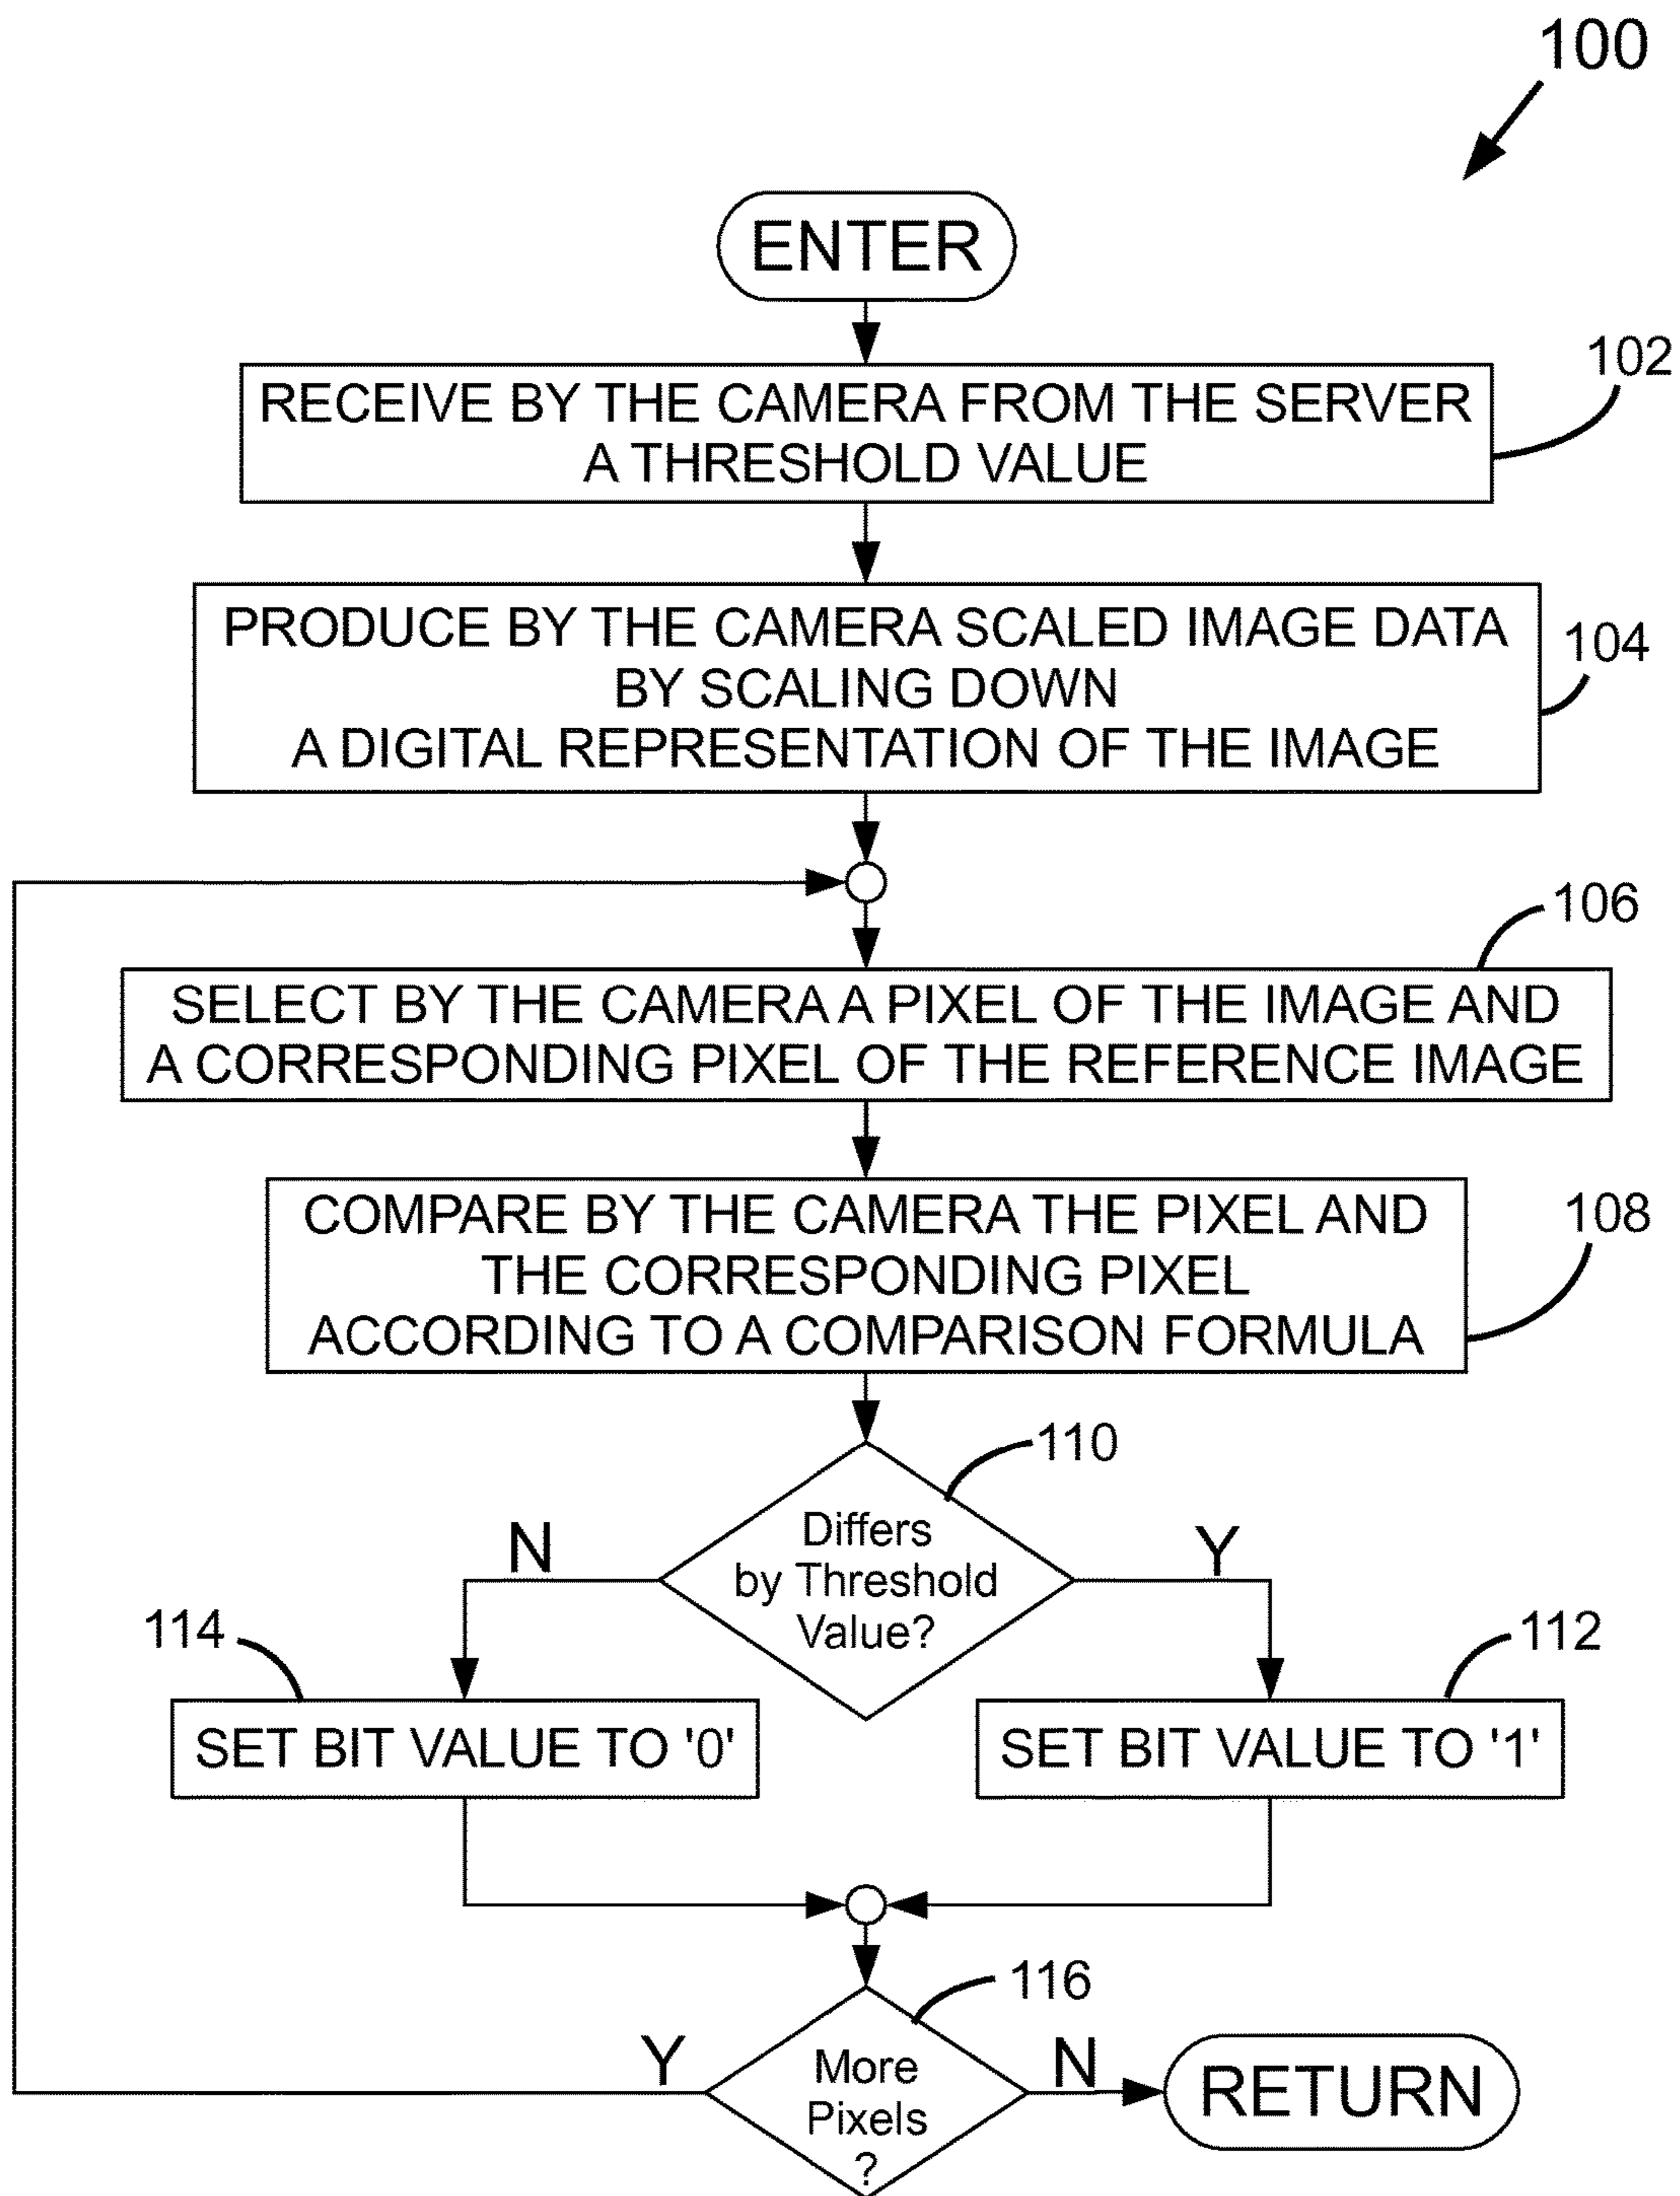 100
ENTER
102
RECEIVE BY THE CAMERA FROM THE SERVER
A THRESHOLD VALUE
PRODUCE BY THE CAMERA SCALED IMAGE DATA
BY SCALING DOWN
A DIGITAL REPRESENTATION OF THE IMAGE
104
106
SELECT BY THE CAMERA A PIXEL OF THE IMAGE AND
A CORRESPONDING PIXEL OF THE REFERENCE IMAGE
COMPARE BY THE CAMERA THE PIXEL AND
THE CORRESPONDING PIXEL
ACCORDING TO A COMPARISON FORMULA
108
110
Differs
by Threshold
Value?
N
Y
114
112
SET BIT VALUE TO '0'
SET BIT VALUE TO '1'
116
More
Pixels
?
Y
N
RETURN